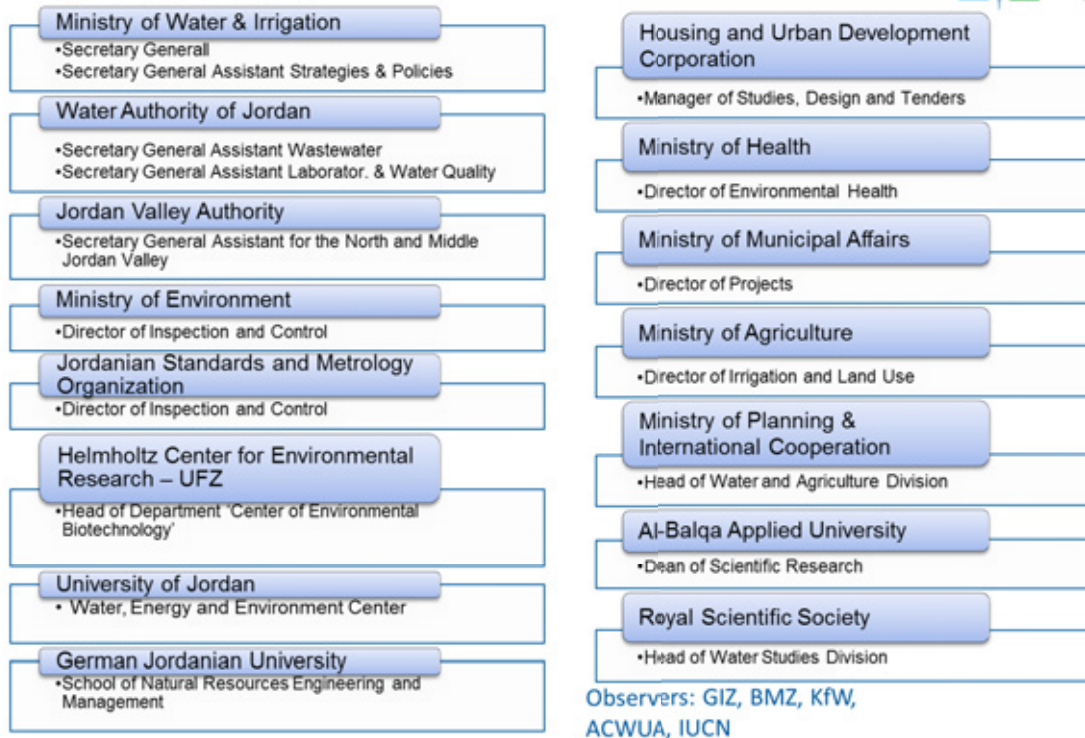 Ministry of Water & Irrigation
•Secretary Generall
•Secretary General Assistant Strategies & Policies
Water Authority of Jordan
•Secretary General Assistant Wastewater
•Secretary General Assistant Laborator. & Water Quality
Jordan Valley Authority
•Secretary General Assistant for the North and Middle
Jordan Valley
Ministry of Environment
•Director of Inspection and Control
Jordanian Standards and Metrology
Organization
•Director of Inspection and Control
Helmholtz Center for Environmental
Research – UFZ
•Head of Department 'Center of Environmental
Biotechnology'
University of Jordan
• Water, Energy and Environment Center
German Jordanian University
•School of Natural Resources Engineering and
Management
Housing and Urban Development
Corporation
•Manager of Studies, Design and Tenders
Ministry of Health
•Director of Environmental Health
Ministry of Municipal Affairs
•Director of Projects
Ministry of Agriculture
•Director of Irrigation and Land Use
Ministry of Planning &
International Cooperation
•Head of Water and Agriculture Division
Al-Balqa Applied University
•Dean of Scientific Research
Royal Scientific Society
•Head of Water Studies Division
Observers: GIZ, BMZ, KfW,
ACWUA, IUCN